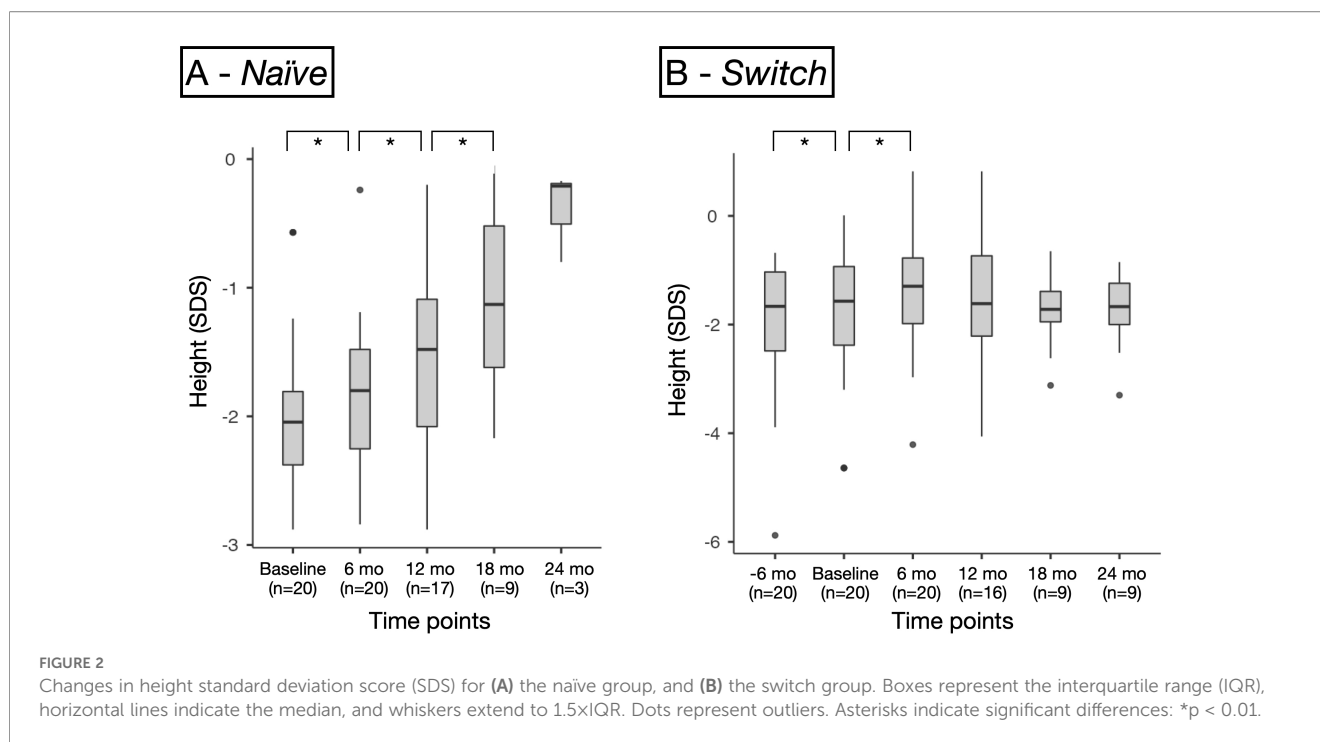 A - Naïve
B - Switch
* * *
* *
Height (SDS)
0
-1
-2
-3
Baseline 6 mo 12 mo 18 mo 24 mo
(n=20) (n=20) (n=17) (n=9) (n=3)
Time points
Height (SDS)
0
-2
-4
-6
-6 mo Baseline 6 mo 12 mo 18 mo 24 mo
(n=20) (n=20) (n=20) (n=16) (n=9) (n=9)
Time points
FIGURE 2
Changes in height standard deviation score (SDS) for (A) the naïve group, and (B) the switch group. Boxes represent the interquartile range (IQR),
horizontal lines indicate the median, and whiskers extend to 1.5×IQR. Dots represent outliers. Asterisks indicate significant differences: *p < 0.01.